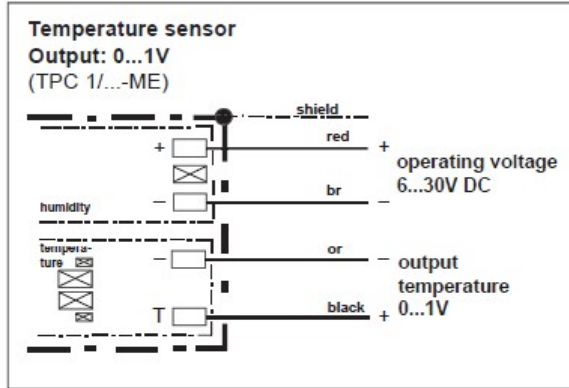 Temperature sensor
Output: 0...1V
(TPC 1/...-ME)
shield
+ red +
operating voltage
6...30V DC
– br –
humidity
tempera-
ture
– or –
output
temperature
0...1V
T black +